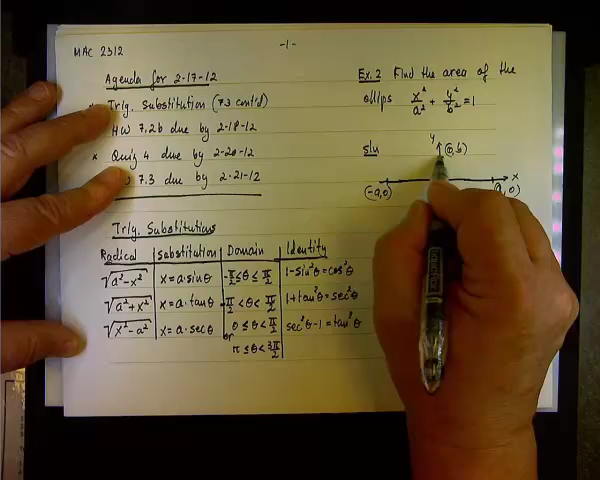 MAC 2312
-1-
Agenda for 2-17-12
Trig. Substitution (7.3 cont'd)
HW 7.2b due by 2-18-12
* Quiz 4 due by 2-20-12
7.3 due by 2-21-12
Trig. Substitutions
Radical Substitution Domain Identity
√(a²-x²) x=a·sinθ -π/2≤θ≤π/2 1-sin²θ=cos²θ
√(a²+x²) x=a·tanθ -π/2<θ<π/2 1+tan²θ=sec²θ
√(x²-a²) x=a·secθ 0≤θ<π/2 sec²θ-1=tan²θ
or
π≤θ<3π/2
Ex. 2 Find the area of the
ellips x²/a² + y²/b² = 1
sln
y (0,b)
x
(-a,0) (a,0)